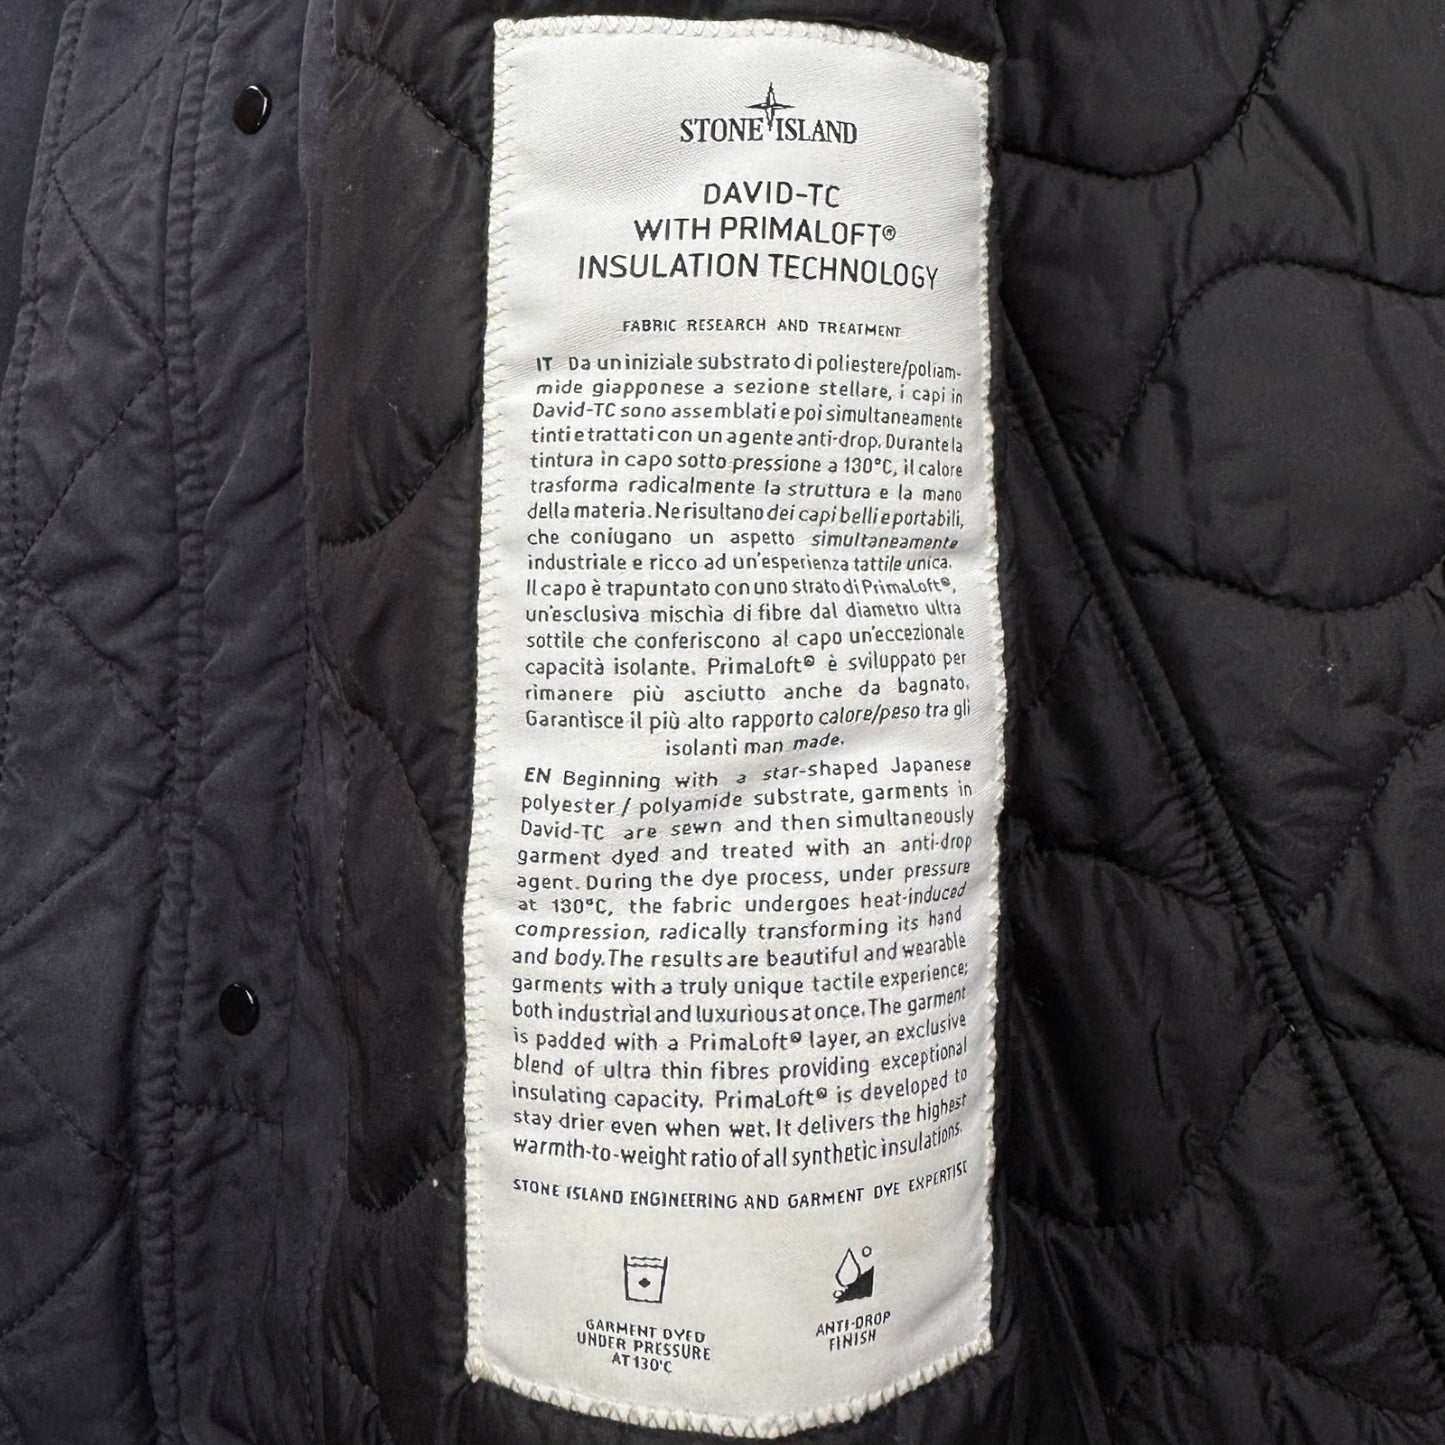 STONE ISLAND
DAVID-TC
WITH PRIMALOFT®
INSULATION TECHNOLOGY
FABRIC RESEARCH AND TREATMENT
IT Da un iniziale substrato di poliestere/poliam-
mide giapponese a sezione stellare, i capi in
David-TC sono assemblati e poi simultaneamente
tinti e trattati con un agente anti-drop. Durante la
tintura in capo sotto pressione a 130°C, il calore
trasforma radicalmente la struttura e la mano
della materia. Ne risultano dei capi belli e portabili,
che coniugano un aspetto simultaneamente
industriale e ricco ad un'esperienza tattile unica.
Il capo è trapuntato con uno strato di PrimaLoft®,
un'esclusiva mischia di fibre dal diametro ultra
sottile che conferiscono al capo un'eccezionale
capacità isolante. PrimaLoft® è sviluppato per
rimanere più asciutto anche da bagnato.
Garantisce il più alto rapporto calore/peso tra gli
isolanti man made.
EN Beginning with a star-shaped Japanese
polyester / polyamide substrate, garments in
David-TC are sewn and then simultaneously
garment dyed and treated with an anti-drop
agent. During the dye process, under pressure
at 130°C, the fabric undergoes heat-induced
compression, radically transforming its hand
and body. The results are beautiful and wearable
garments with a truly unique tactile experience;
both industrial and luxurious at once. The garment
is padded with a PrimaLoft® layer, an exclusive
blend of ultra thin fibres providing exceptional
insulating capacity. PrimaLoft® is developed to
stay drier even when wet. It delivers the highest
warmth-to-weight ratio of all synthetic insulations.
STONE ISLAND ENGINEERING AND GARMENT DYE EXPERTISE
GARMENT DYED
UNDER PRESSURE
AT 130°C
ANTI-DROP
FINISH